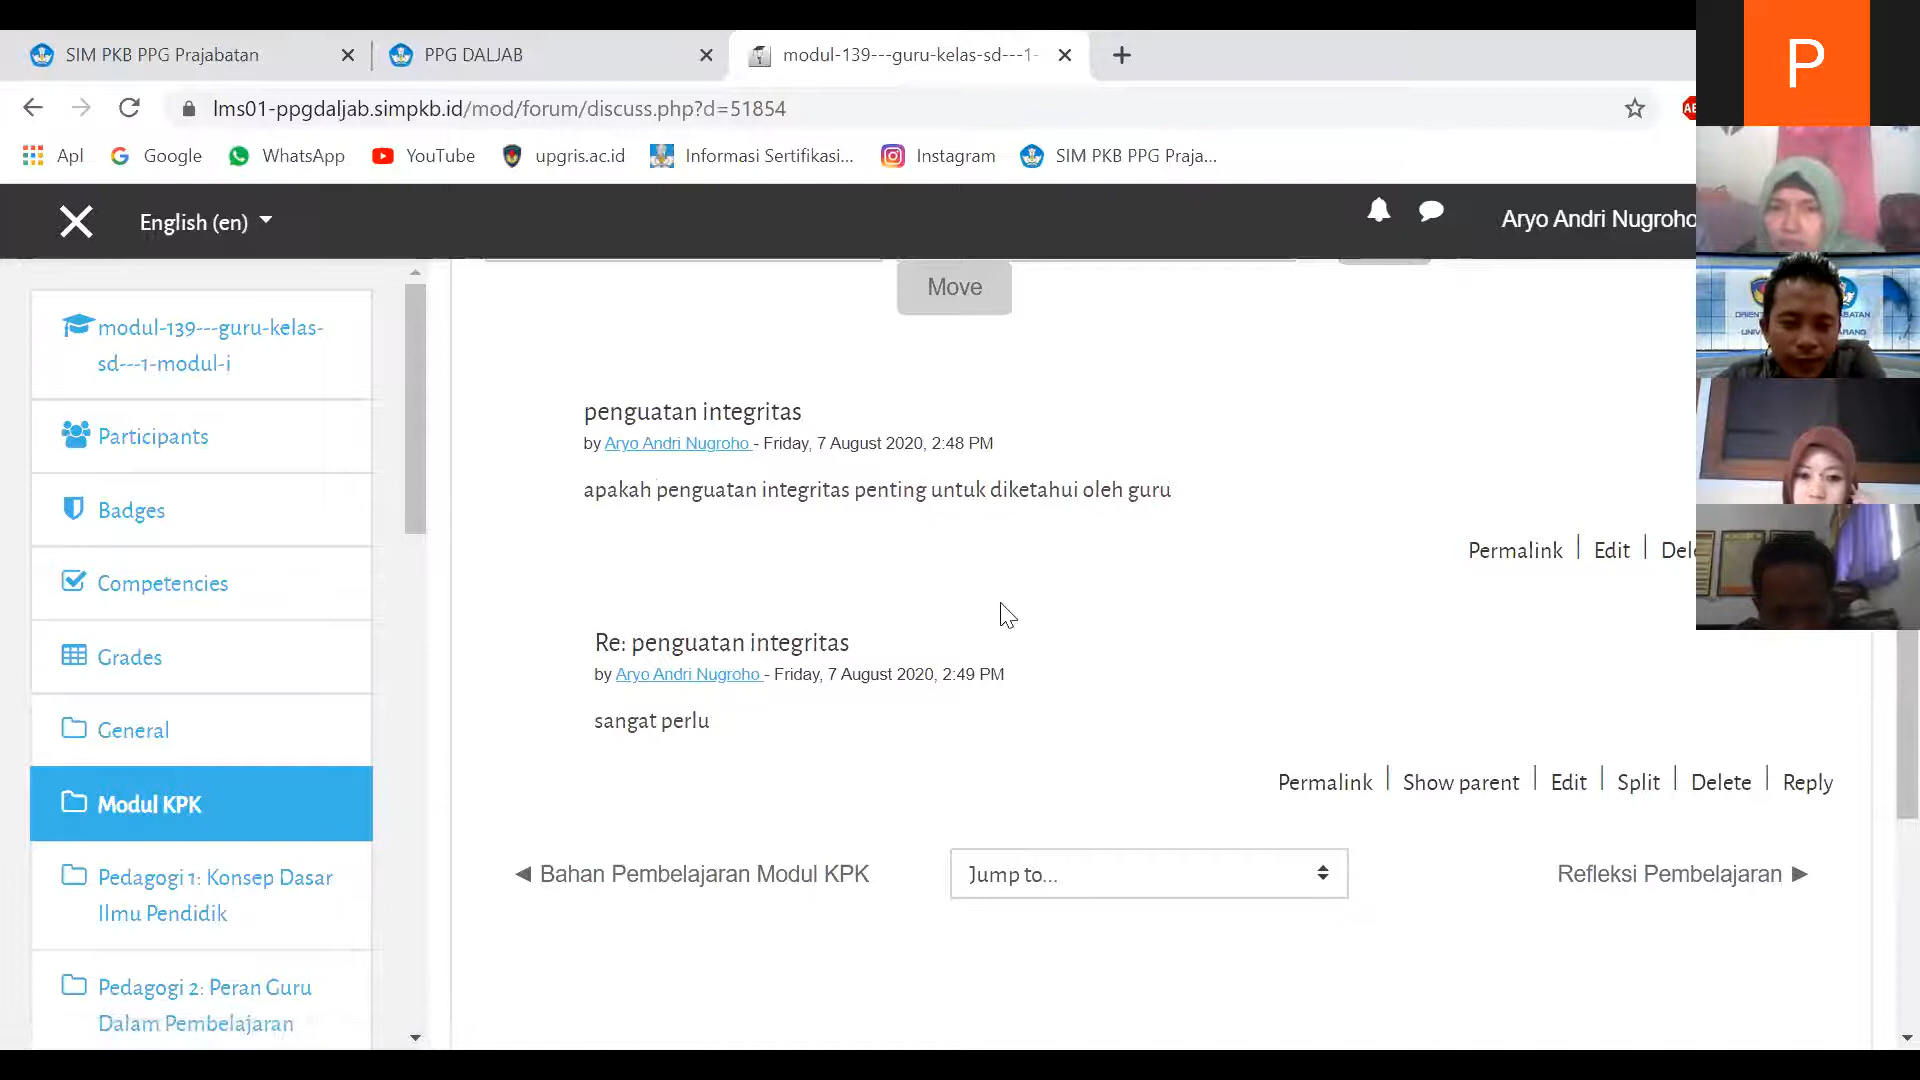 SIM PKB PPG Prajabatan
PPG DALJAB
modul-139---guru-kelas-sd---1-
P
lms01-ppgdaljab.simpkb.id/mod/forum/discuss.php?d=51854
Apl
Google
WhatsApp
YouTube
upgris.ac.id
Informasi Sertifikasi...
Instagram
SIM PKB PPG Praja...
English (en)
Aryo Andri Nugroho
modul-139---guru-kelas-
sd---1-modul-i
Participants
Badges
Competencies
Grades
General
Modul KPK
Pedagogi 1: Konsep Dasar
Ilmu Pendidik
Pedagogi 2: Peran Guru
Dalam Pembelajaran
Move
penguatan integritas
by Aryo Andri Nugroho - Friday, 7 August 2020, 2:48 PM
apakah penguatan integritas penting untuk diketahui oleh guru
Permalink | Edit | Dele
Re: penguatan integritas
by Aryo Andri Nugroho - Friday, 7 August 2020, 2:49 PM
sangat perlu
Permalink | Show parent | Edit | Split | Delete | Reply
◄ Bahan Pembelajaran Modul KPK
Jump to...
Refleksi Pembelajaran ►